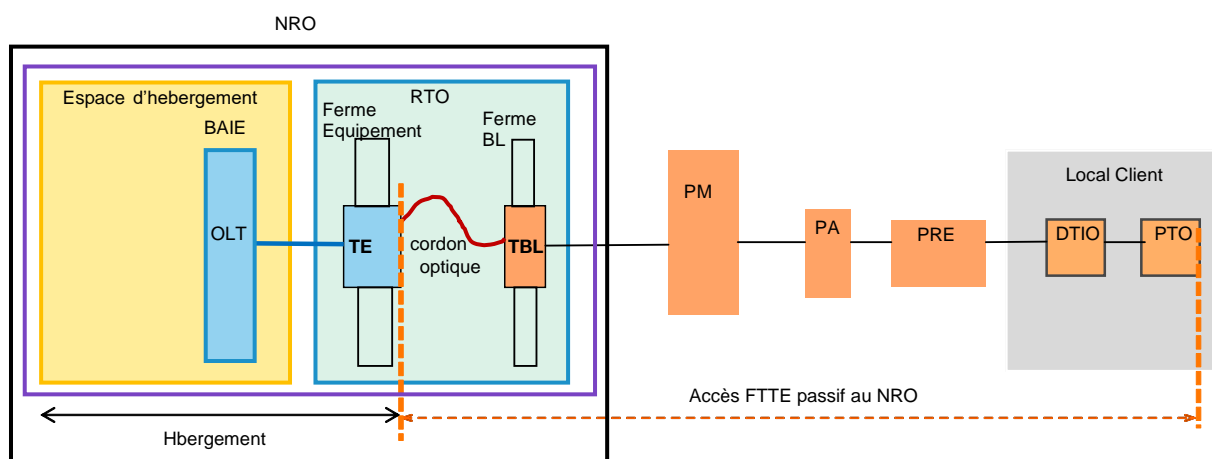 NRO
Espace d'hebergement
BAIE
OLT
RTO
Ferme
Equipement
Ferme
BL
TE
cordon
optique
TBL
PM
PA
PRE
Local Client
DTIO
PTO
Hbergement
Accès FTTE passif au NRO